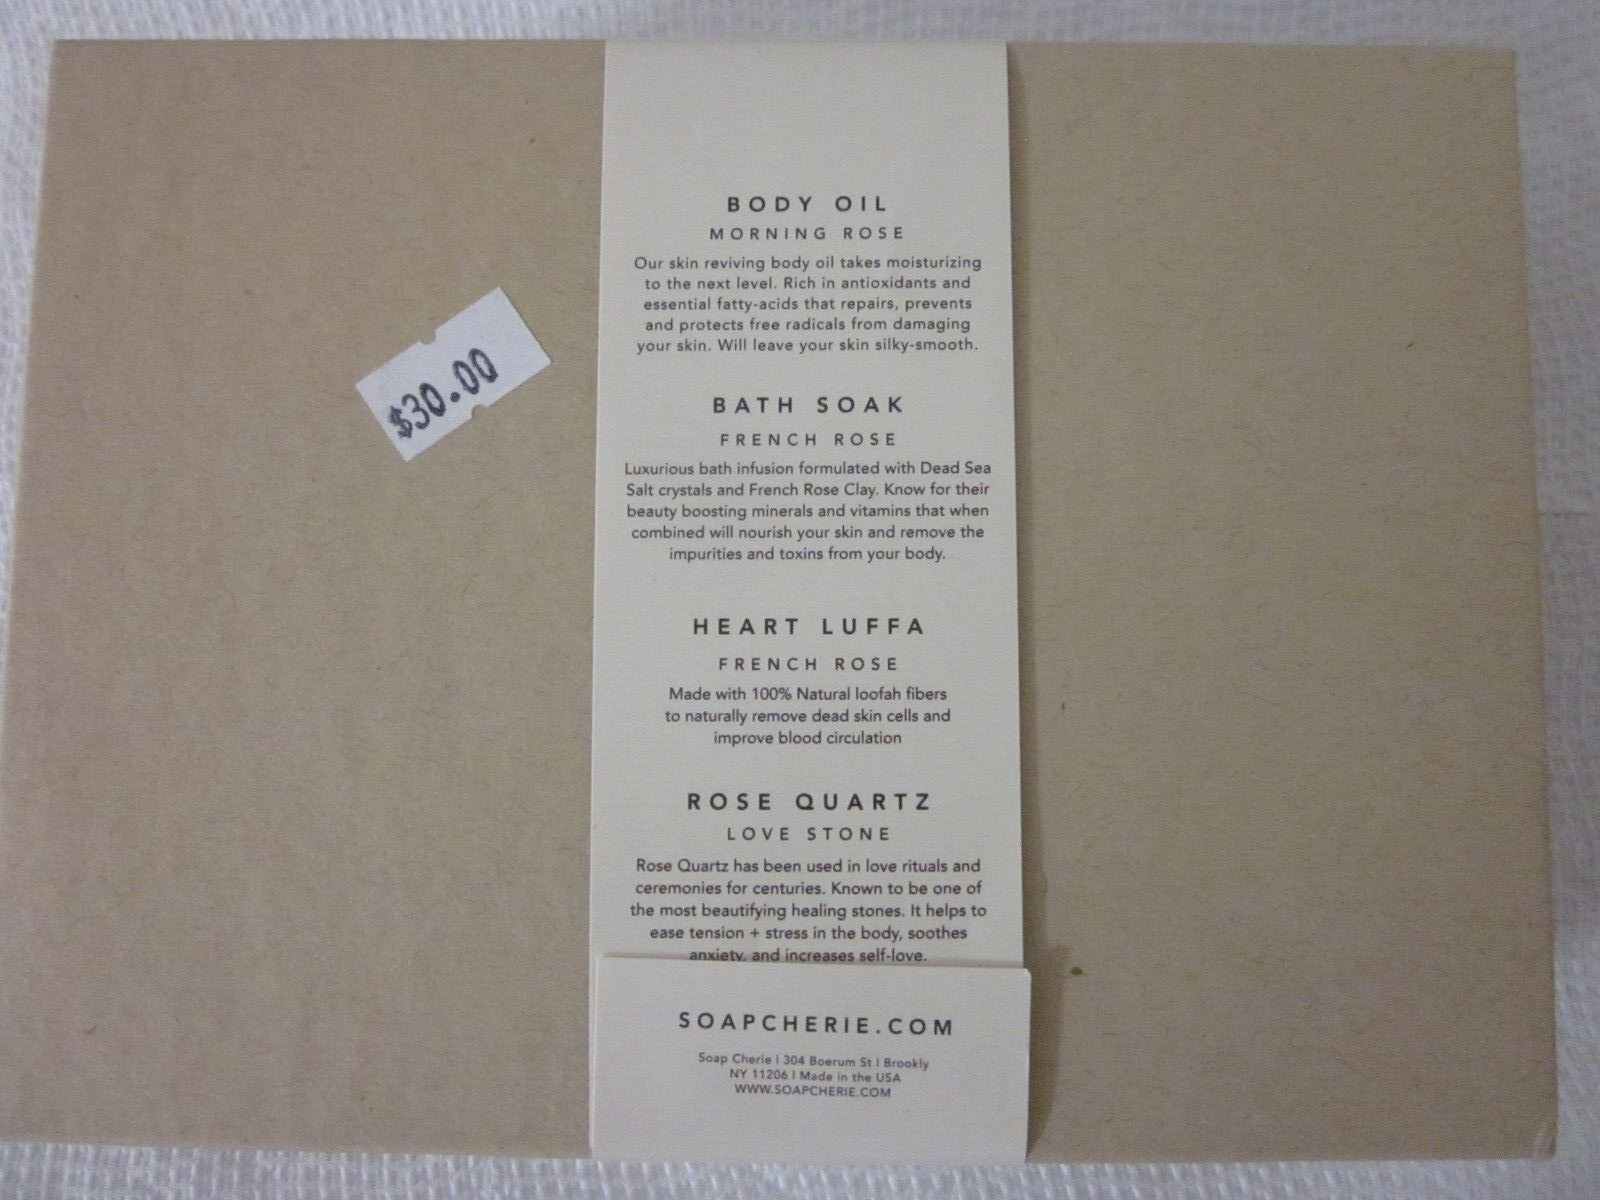 $30.00
BODY OIL
MORNING ROSE
Our skin reviving body oil takes moisturizing
to the next level. Rich in antioxidants and
essential fatty-acids that repairs, prevents
and protects free radicals from damaging
your skin. Will leave your skin silky-smooth.
BATH SOAK
FRENCH ROSE
Luxurious bath infusion formulated with Dead Sea
Salt crystals and French Rose Clay. Know for their
beauty boosting minerals and vitamins that when
combined will nourish your skin and remove the
impurities and toxins from your body.
HEART LUFFA
FRENCH ROSE
Made with 100% Natural loofah fibers
to naturally remove dead skin cells and
improve blood circulation
ROSE QUARTZ
LOVE STONE
Rose Quartz has been used in love rituals and
ceremonies for centuries. Known to be one of
the most beautifying healing stones. It helps to
ease tension + stress in the body, soothes
anxiety, and increases self-love.
SOAPCHERIE.COM
Soap Cherie | 304 Boerum St | Brookly
NY 11206 | Made in the USA
WWW.SOAPCHERIE.COM